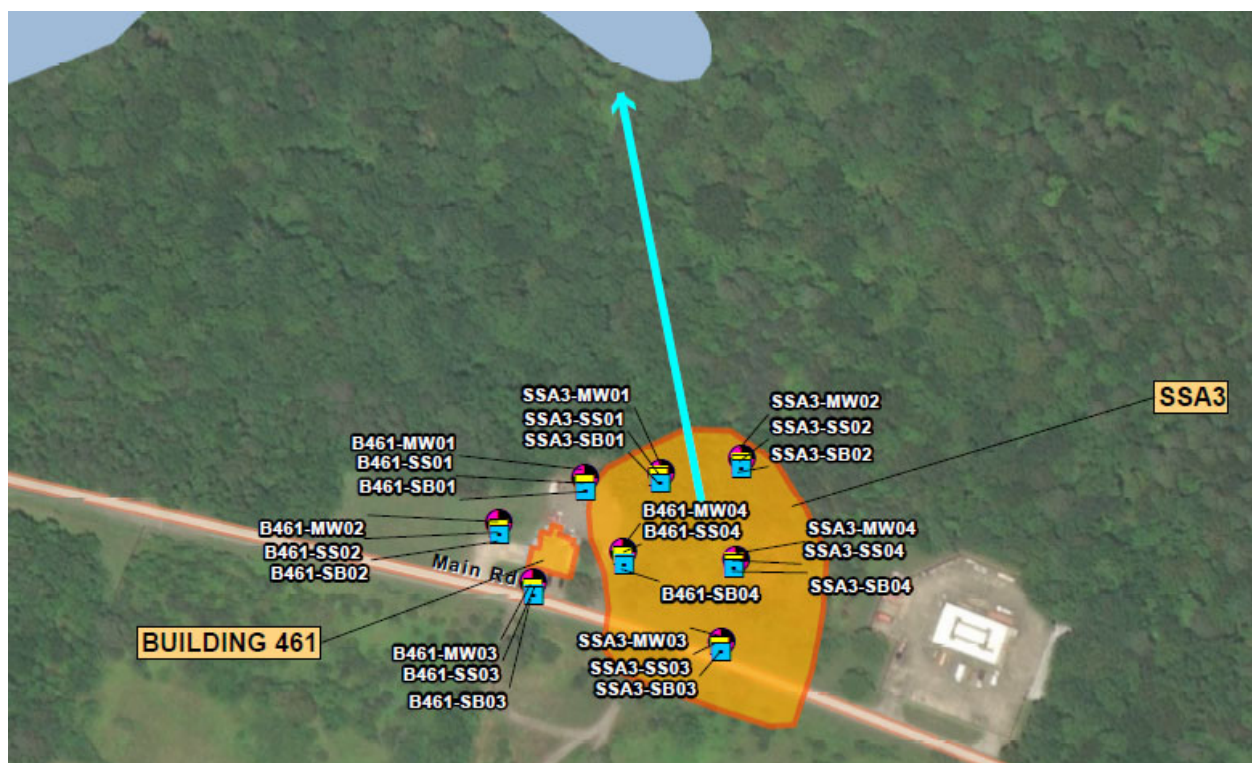 SSA3
SSA3-MW01
SSA3-SS01
SSA3-SB01
SSA3-MW02
SSA3-SS02
SSA3-SB02
B461-MW01
B461-SS01
B461-SB01
B461-MW02
B461-SS02
B461-SB02
Main Rd
B461-MW04
B461-SS04
B461-SB04
SSA3-MW04
SSA3-SS04
SSA3-SB04
BUILDING 461
B461-MW03
B461-SS03
B461-SB03
SSA3-MW03
SSA3-SS03
SSA3-SB03